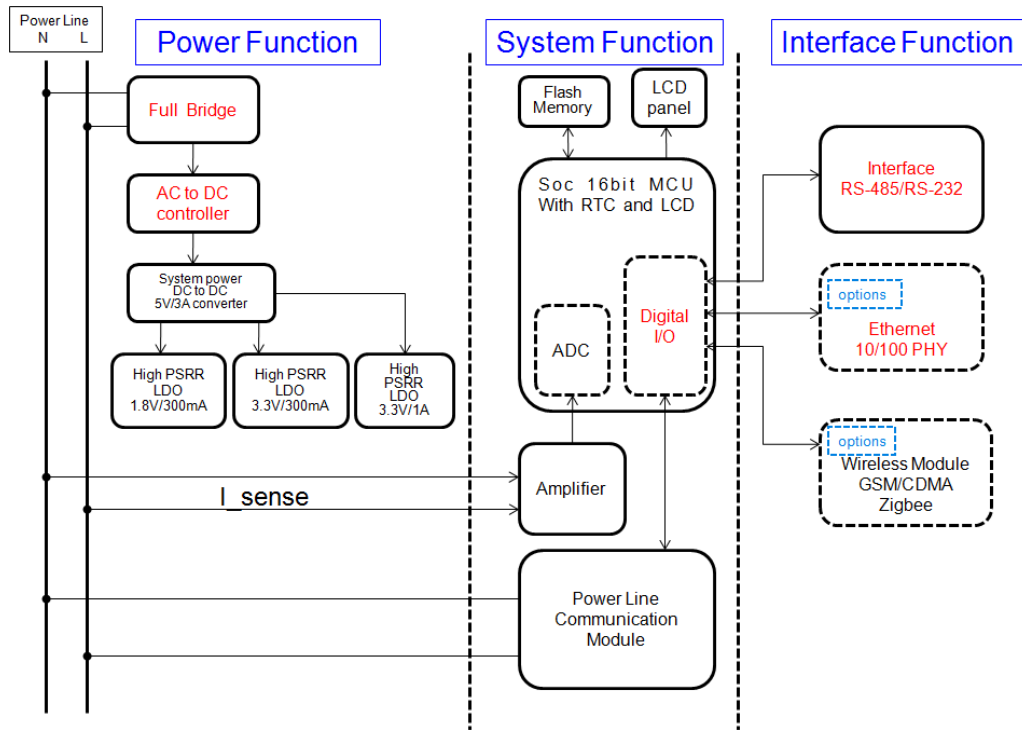 Power Line
N L
Power Function
System Function
Interface Function
Full Bridge
AC to DC
controller
System power
DC to DC
5V/3A converter
High PSRR
LDO
1.8V/300mA
High PSRR
LDO
3.3V/300mA
High
PSRR
LDO
3.3V/1A
I_sense
Flash
Memory
LCD
panel
Soc 16bit MCU
With RTC and LCD
ADC
Digital
I/O
Amplifier
Power Line
Communication
Module
Interface
RS-485/RS-232
options
Ethernet
10/100 PHY
options
Wireless Module
GSM/CDMA
Zigbee